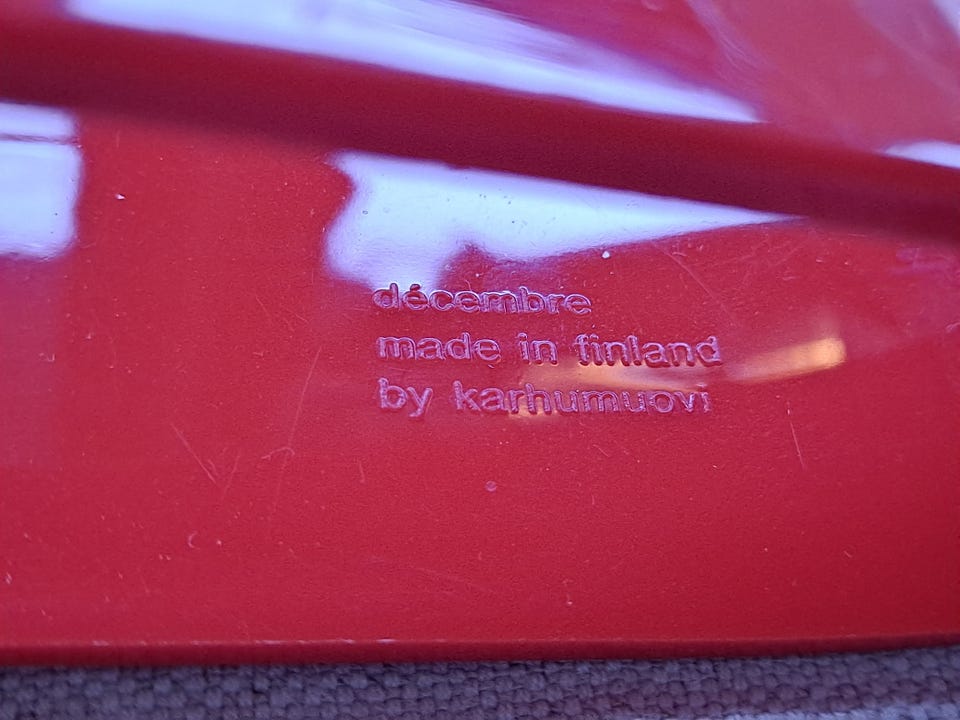 décembre
made in finland
by karhumuovi